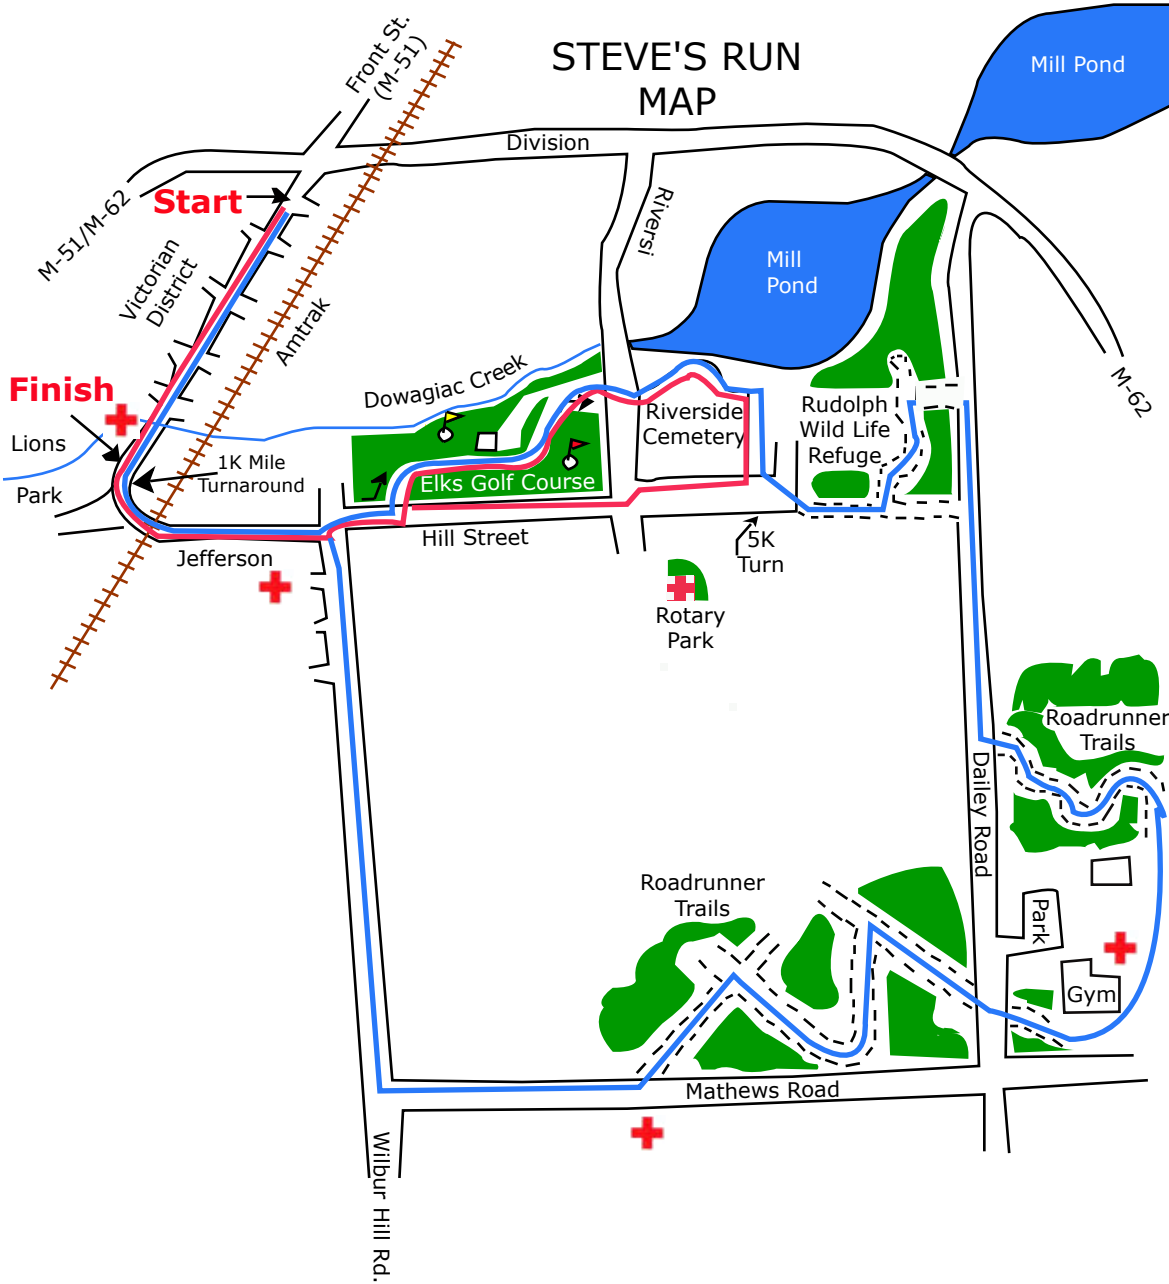 STEVE'S RUN
MAP
Front St.
(M-51)
Mill Pond
Division
Start
M-51/M-62
Riversi
Victorian
District
Mill
Pond
Amtrak
Dowagiac Creek
Finish
M-62
Lions
Park
1K Mile
Turnaround
Riverside
Cemetery
Rudolph
Wild Life
Refuge
Elks Golf Course
Hill Street
Jefferson
5K
Turn
Rotary
Park
Roadrunner
Trails
Dailey Road
Roadrunner
Trails
Park
Gym
Mathews Road
Wilbur Hill Rd.